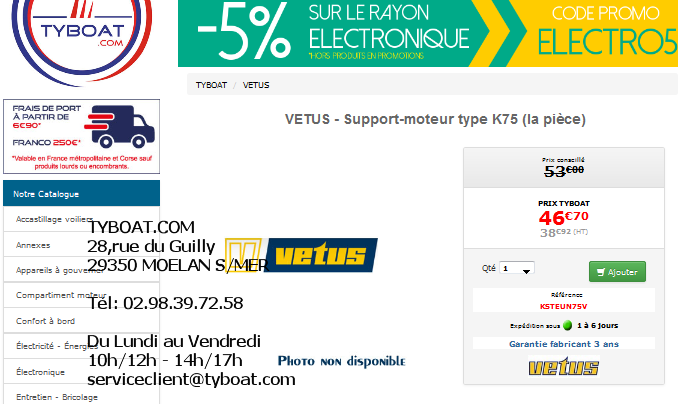 TYBOAT
.COM
-5%
SUR LE RAYON
ELECTRONIQUE
*HORS PRODUITS EN PROMOTIONS
CODE PROMO
ELECTRO5
TYBOAT / VETUS
FRAIS DE PORT
À PARTIR DE
6€90*
FRANCO 250€*
*Valable en France métropolitaine et Corse sauf
produits lourds ou encombrants.
VETUS - Support-moteur type K75 (la pièce)
Notre Catalogue
Accastillage voiliers
Annexes
Appareils à gouverner
Compartiment moteur
Confort à bord
Électricité - Énergies
Électronique
Entretien - Bricolage
TYBOAT.COM
28,rue du Guilly
29350 MOELAN S/MER
Tél: 02.98.39.72.58
Du Lundi au Vendredi
10h/12h - 14h/17h
serviceclient@tyboat.com
vetus
PHOTO NON DISPONIBLE
Prix conseillé
53€00
PRIX TYBOAT
46€70
38€92 (HT)
Qté 1
Ajouter
Référence
KSTEUN75V
Expédition sous 1 à 6 jours
Garantie fabricant 3 ans
vetus